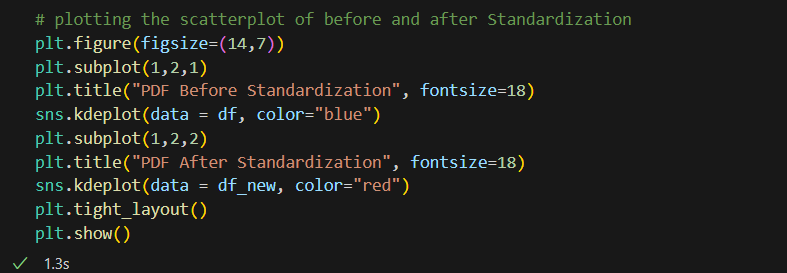 # plotting the scatterplot of before and after Standardization
plt.figure(figsize=(14,7))
plt.subplot(1,2,1)
plt.title("PDF Before Standardization", fontsize=18)
sns.kdeplot(data = df, color="blue")
plt.subplot(1,2,2)
plt.title("PDF After Standardization", fontsize=18)
sns.kdeplot(data = df_new, color="red")
plt.tight_layout()
plt.show()
✓ 1.3s